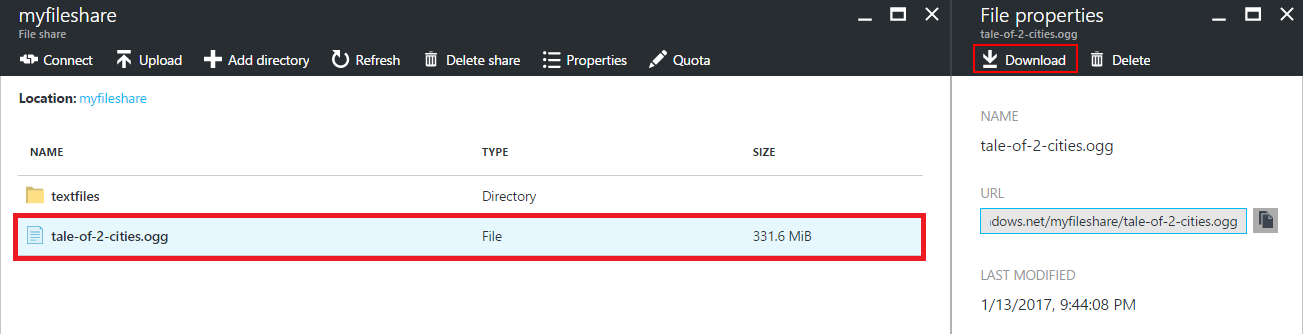 myfileshare
File share
Connect Upload Add directory Refresh Delete share Properties Quota
Location: myfileshare
NAME TYPE SIZE
textfiles Directory
tale-of-2-cities.ogg File 331.6 MiB
File properties
tale-of-2-cities.ogg
Download Delete
NAME
tale-of-2-cities.ogg
URL
dows.net/myfileshare/tale-of-2-cities.ogg
LAST MODIFIED
1/13/2017, 9:44:08 PM